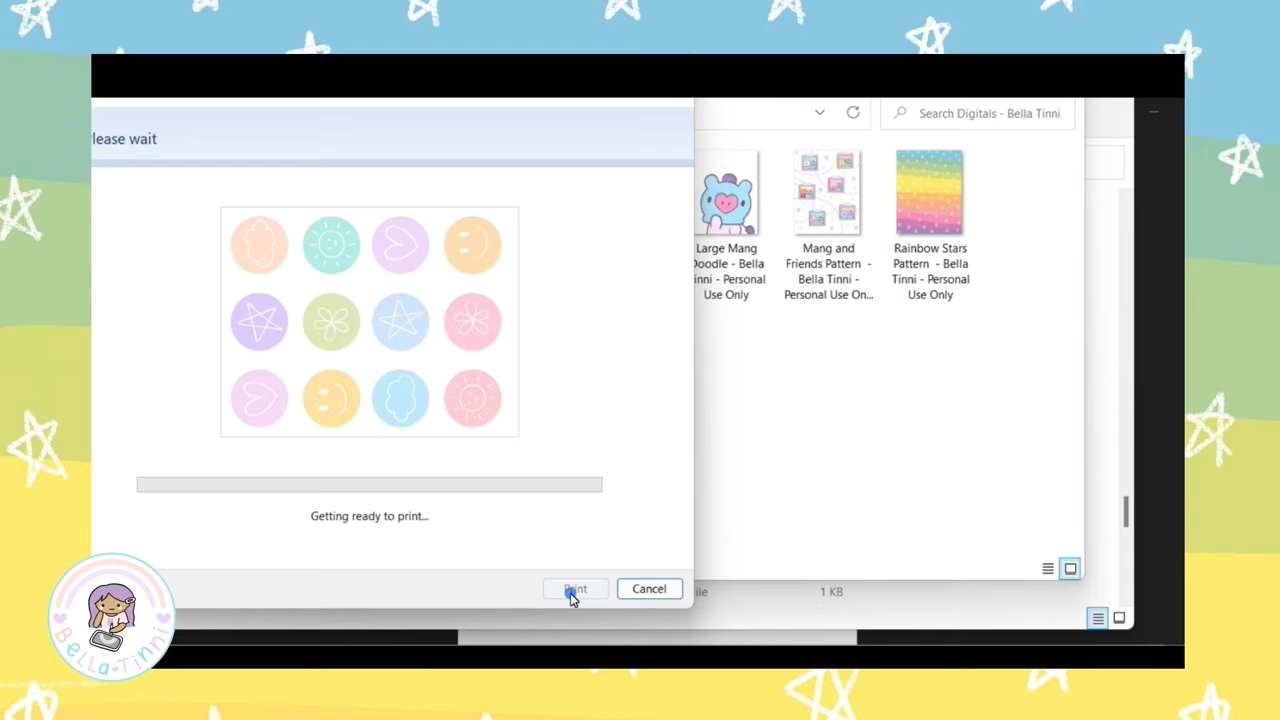 lease wait
Search Digitals - Bella Tinni
Large Mang
Doodle - Bella
inni - Personal
Use Only
Mang and
Friends Pattern -
Bella Tinni -
Personal Use On...
Rainbow Stars
Pattern - Bella
Tinni - Personal
Use Only
Getting ready to print...
Print
Cancel
ile
1 KB
Bella Tinni